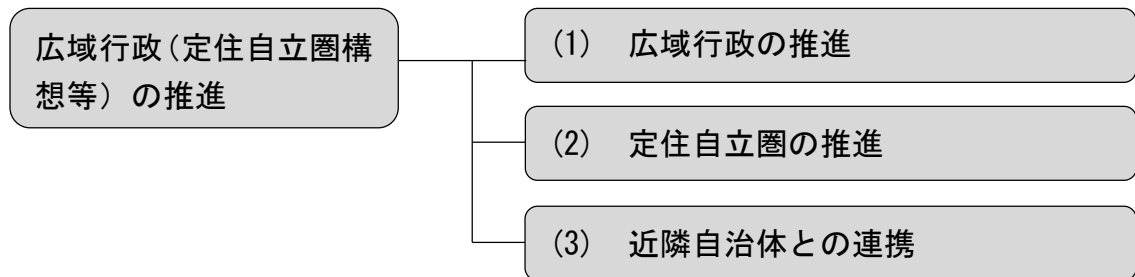 広域行政(定住自立圏構
想等)の推進
(1) 広域行政の推進
(2) 定住自立圏の推進
(3) 近隣自治体との連携